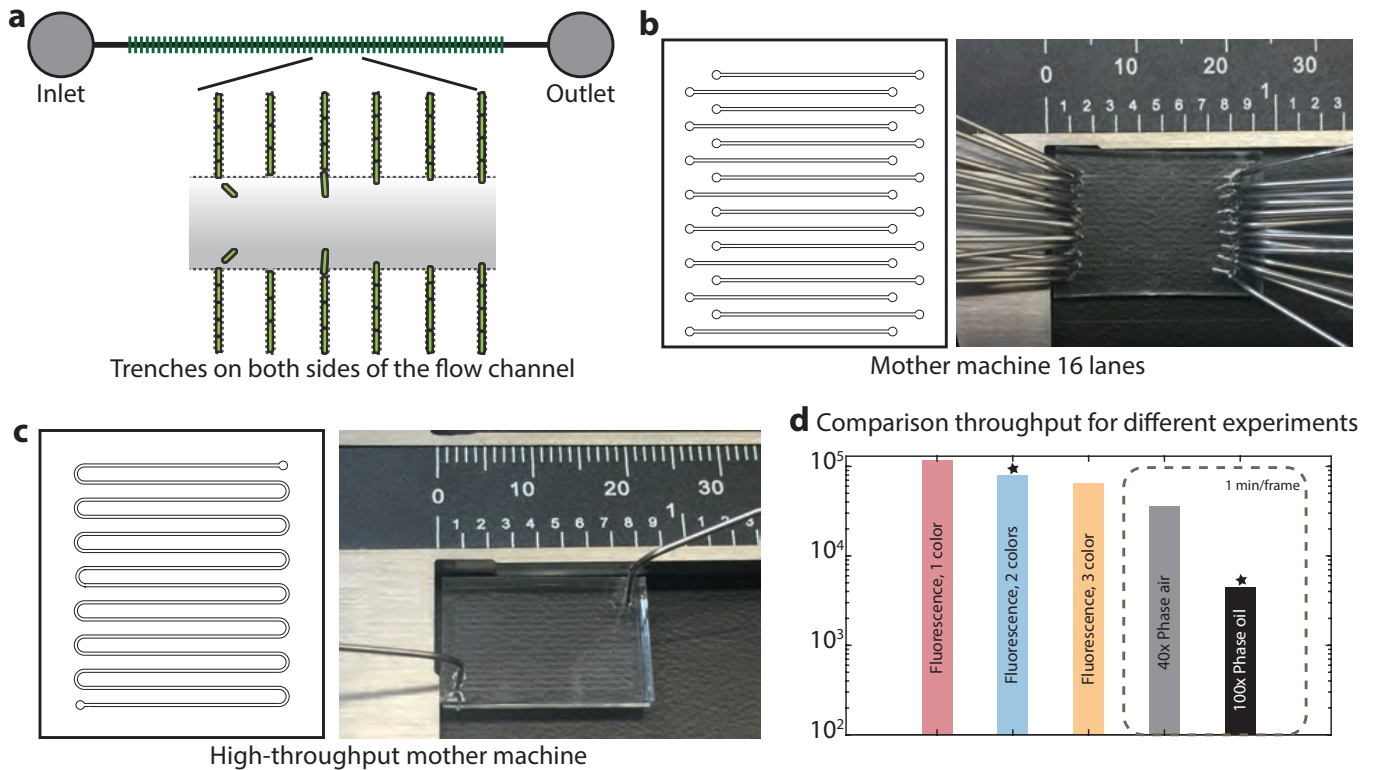 a
Inlet
Outlet
Trenches on both sides of the flow channel
b
0 10 20 30
1 2 3 4 5 6 7 8 9 1 1 2 3
Mother machine 16 lanes
c
0 10 20 30
1 2 3 4 5 6 7 8 9 1 1 2 3
High-throughput mother machine
d Comparison throughput for different experiments
10⁵
10⁴
10³
10²
Fluorescence, 1 color
Fluorescence, 2 colors
Fluorescence, 3 color
40x Phase air
100x Phase oil
1 min/frame